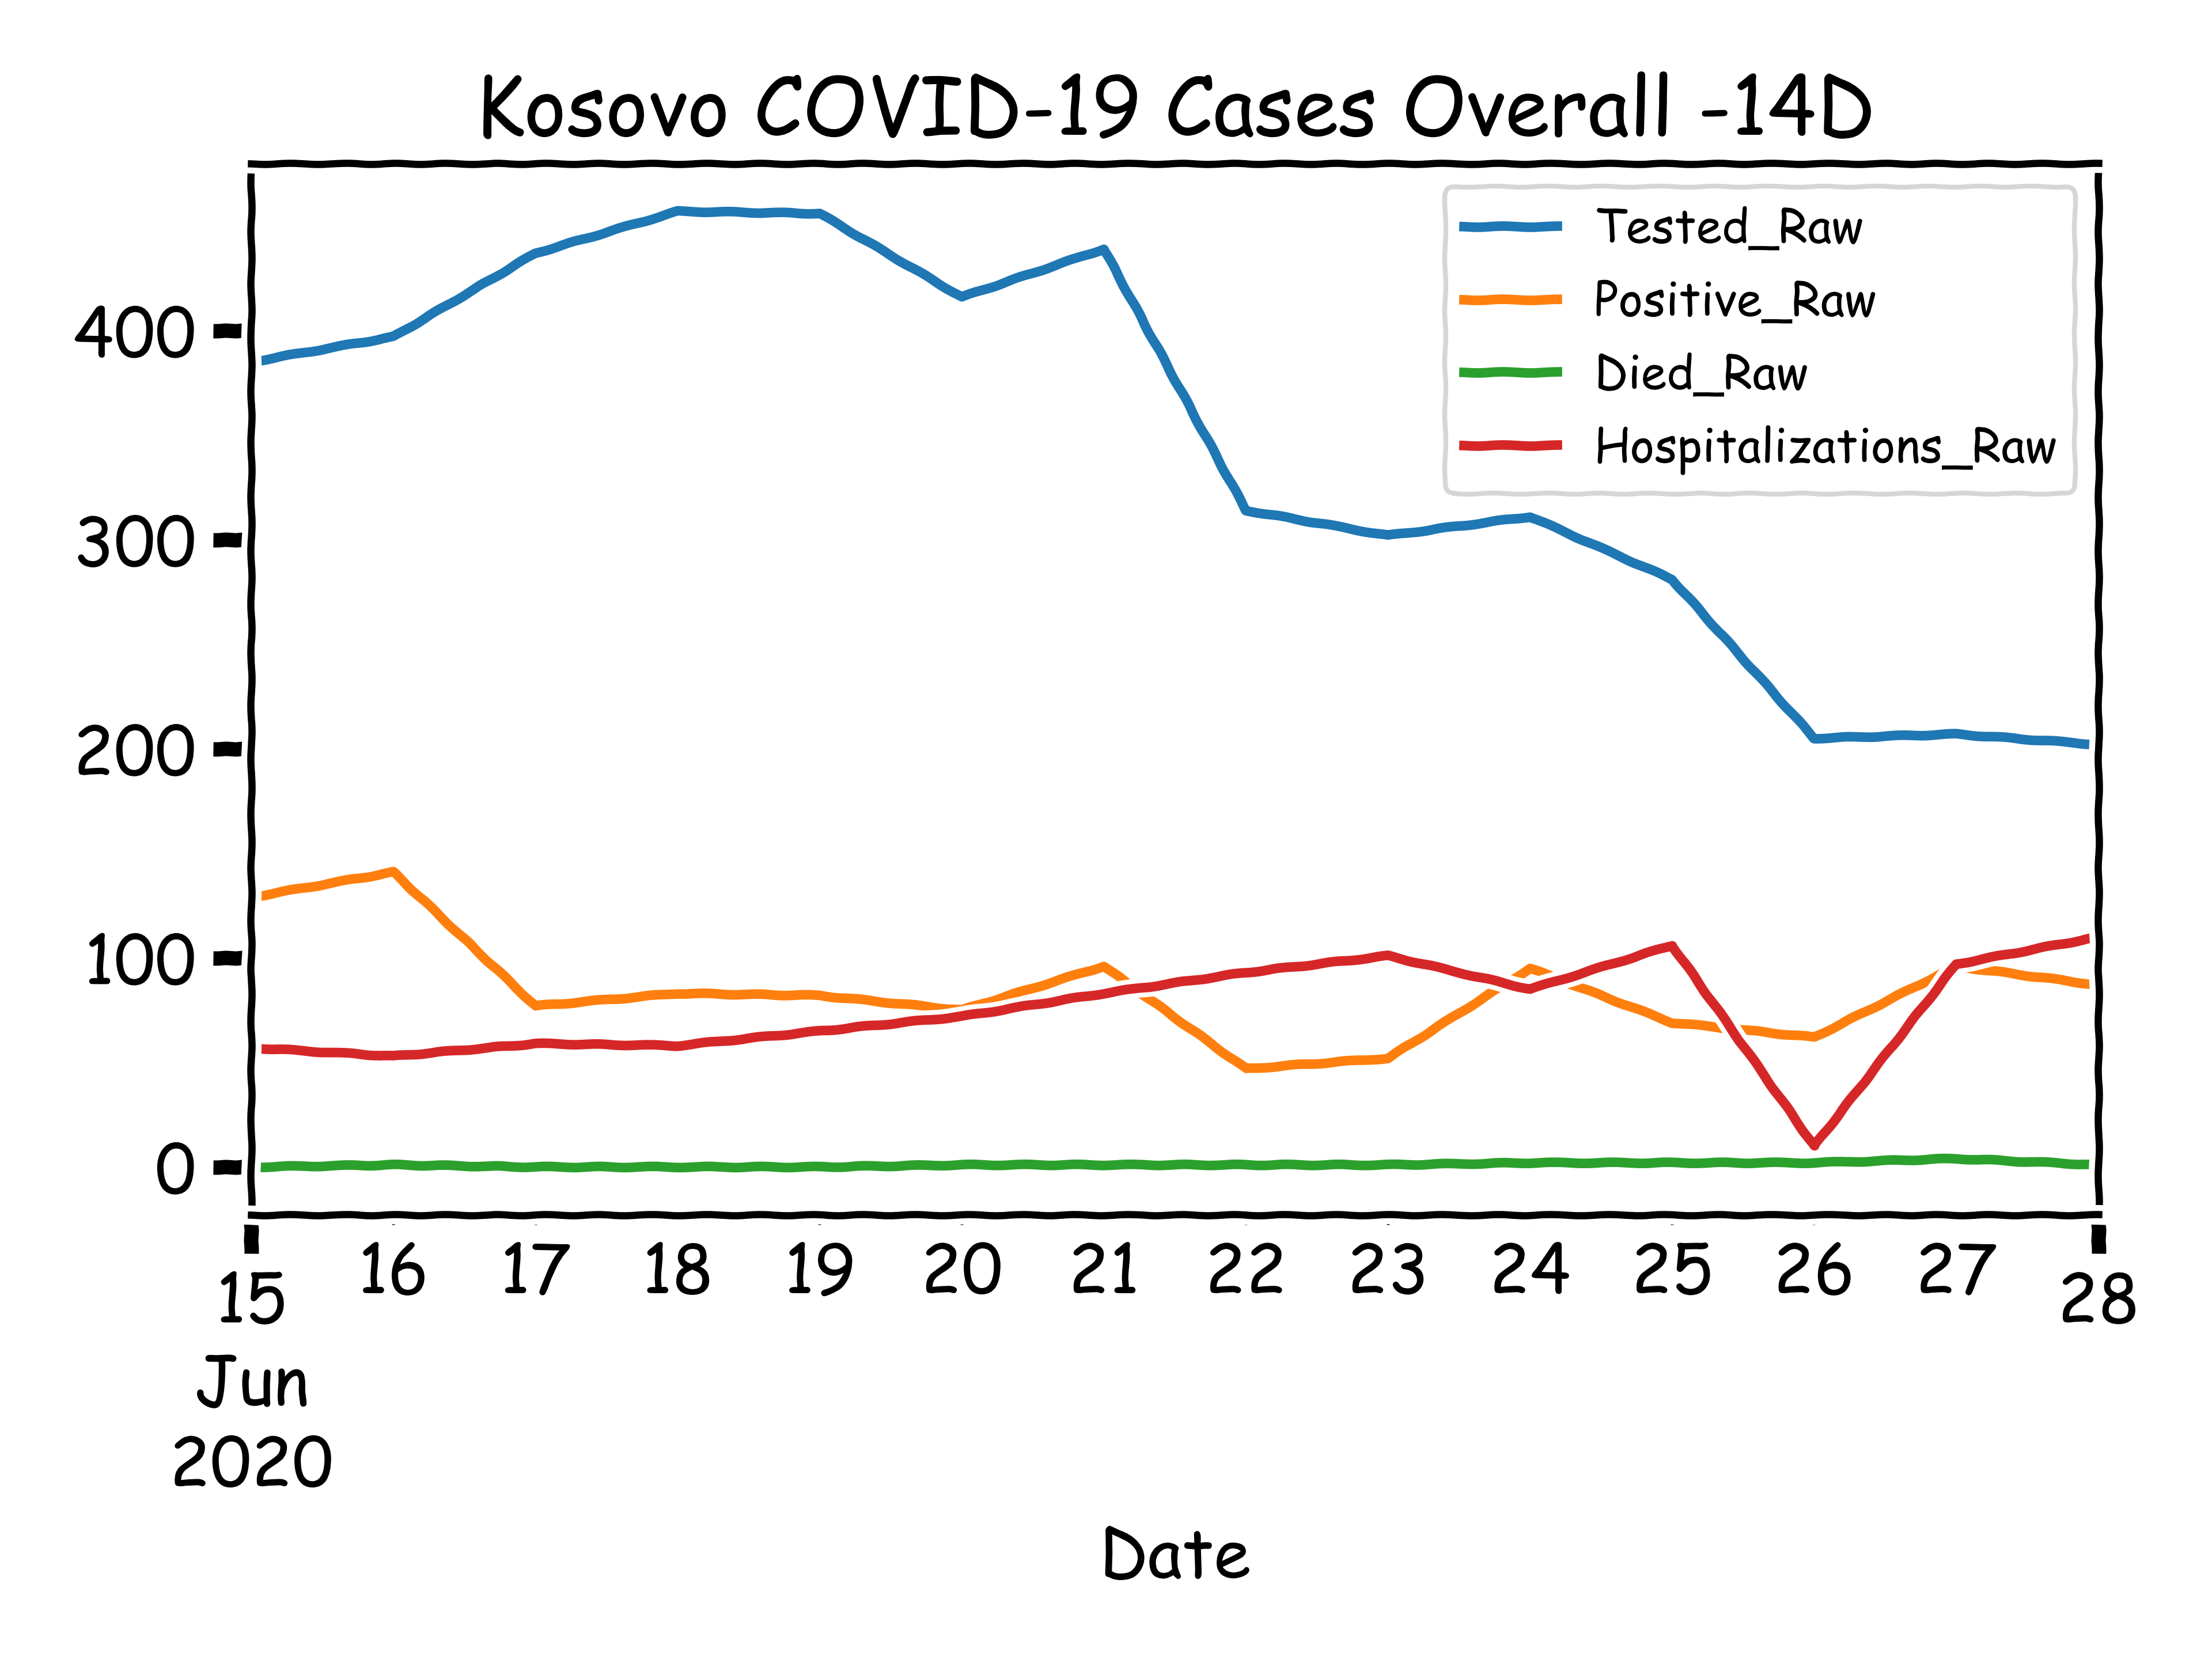 Kosovo COVID-19 Cases Overall -14D
Tested_Raw
Positive_Raw
Died_Raw
Hospitalizations_Raw
400
300
200
100
0
15 16 17 18 19 20 21 22 23 24 25 26 27 28
Jun
2020
Date